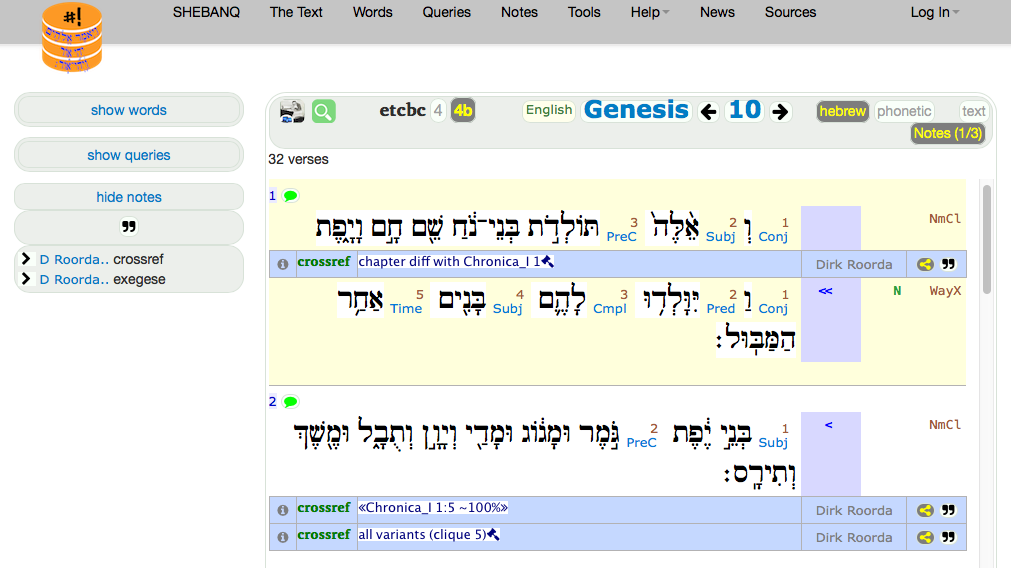 #!
SHEBANQ The Text Words Queries Notes Tools Help News Sources Log In
show words
show queries
hide notes
❞
D Roorda.. crossref
D Roorda.. exegese
etcbc 4 4b English Genesis 10 hebrew phonetic text
Notes (1/3)
32 verses
1
NmCl
1 Conj וְ 2 Subj אֵ֙לֶּה֙ 3 PreC תּוֹלְדֹ֣ת בְּנֵי־נֹ֔חַ שֵׁ֖ם חָ֣ם וָיָ֑פֶת
crossref chapter diff with Chronica_I 1 Dirk Roorda
WayX N <<
1 Conj וַ 2 Pred יִּוָּלְד֥וּ 3 Cmpl לָהֶ֛ם 4 Subj בָּנִ֖ים 5 Time אַחַ֥ר
הַמַּבּֽוּל׃
2
NmCl <
1 Subj בְּנֵ֣י יֶ֔פֶת 2 PreC גֹּ֣מֶר וּמָג֔וֹג וּמָדַ֖י וְיָוָ֣ן וְתֻבָ֑ל וּמֶ֖שֶׁךְ
וְתִירָֽס׃
crossref «Chronica_I 1:5 ~100%» Dirk Roorda
crossref all variants (clique 5) Dirk Roorda